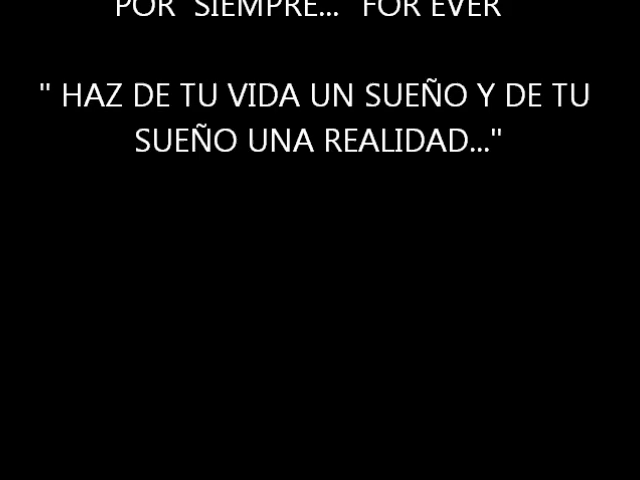 POR SIEMPRE... FOR EVER
" HAZ DE TU VIDA UN SUEÑO Y DE TU
SUEÑO UNA REALIDAD..."